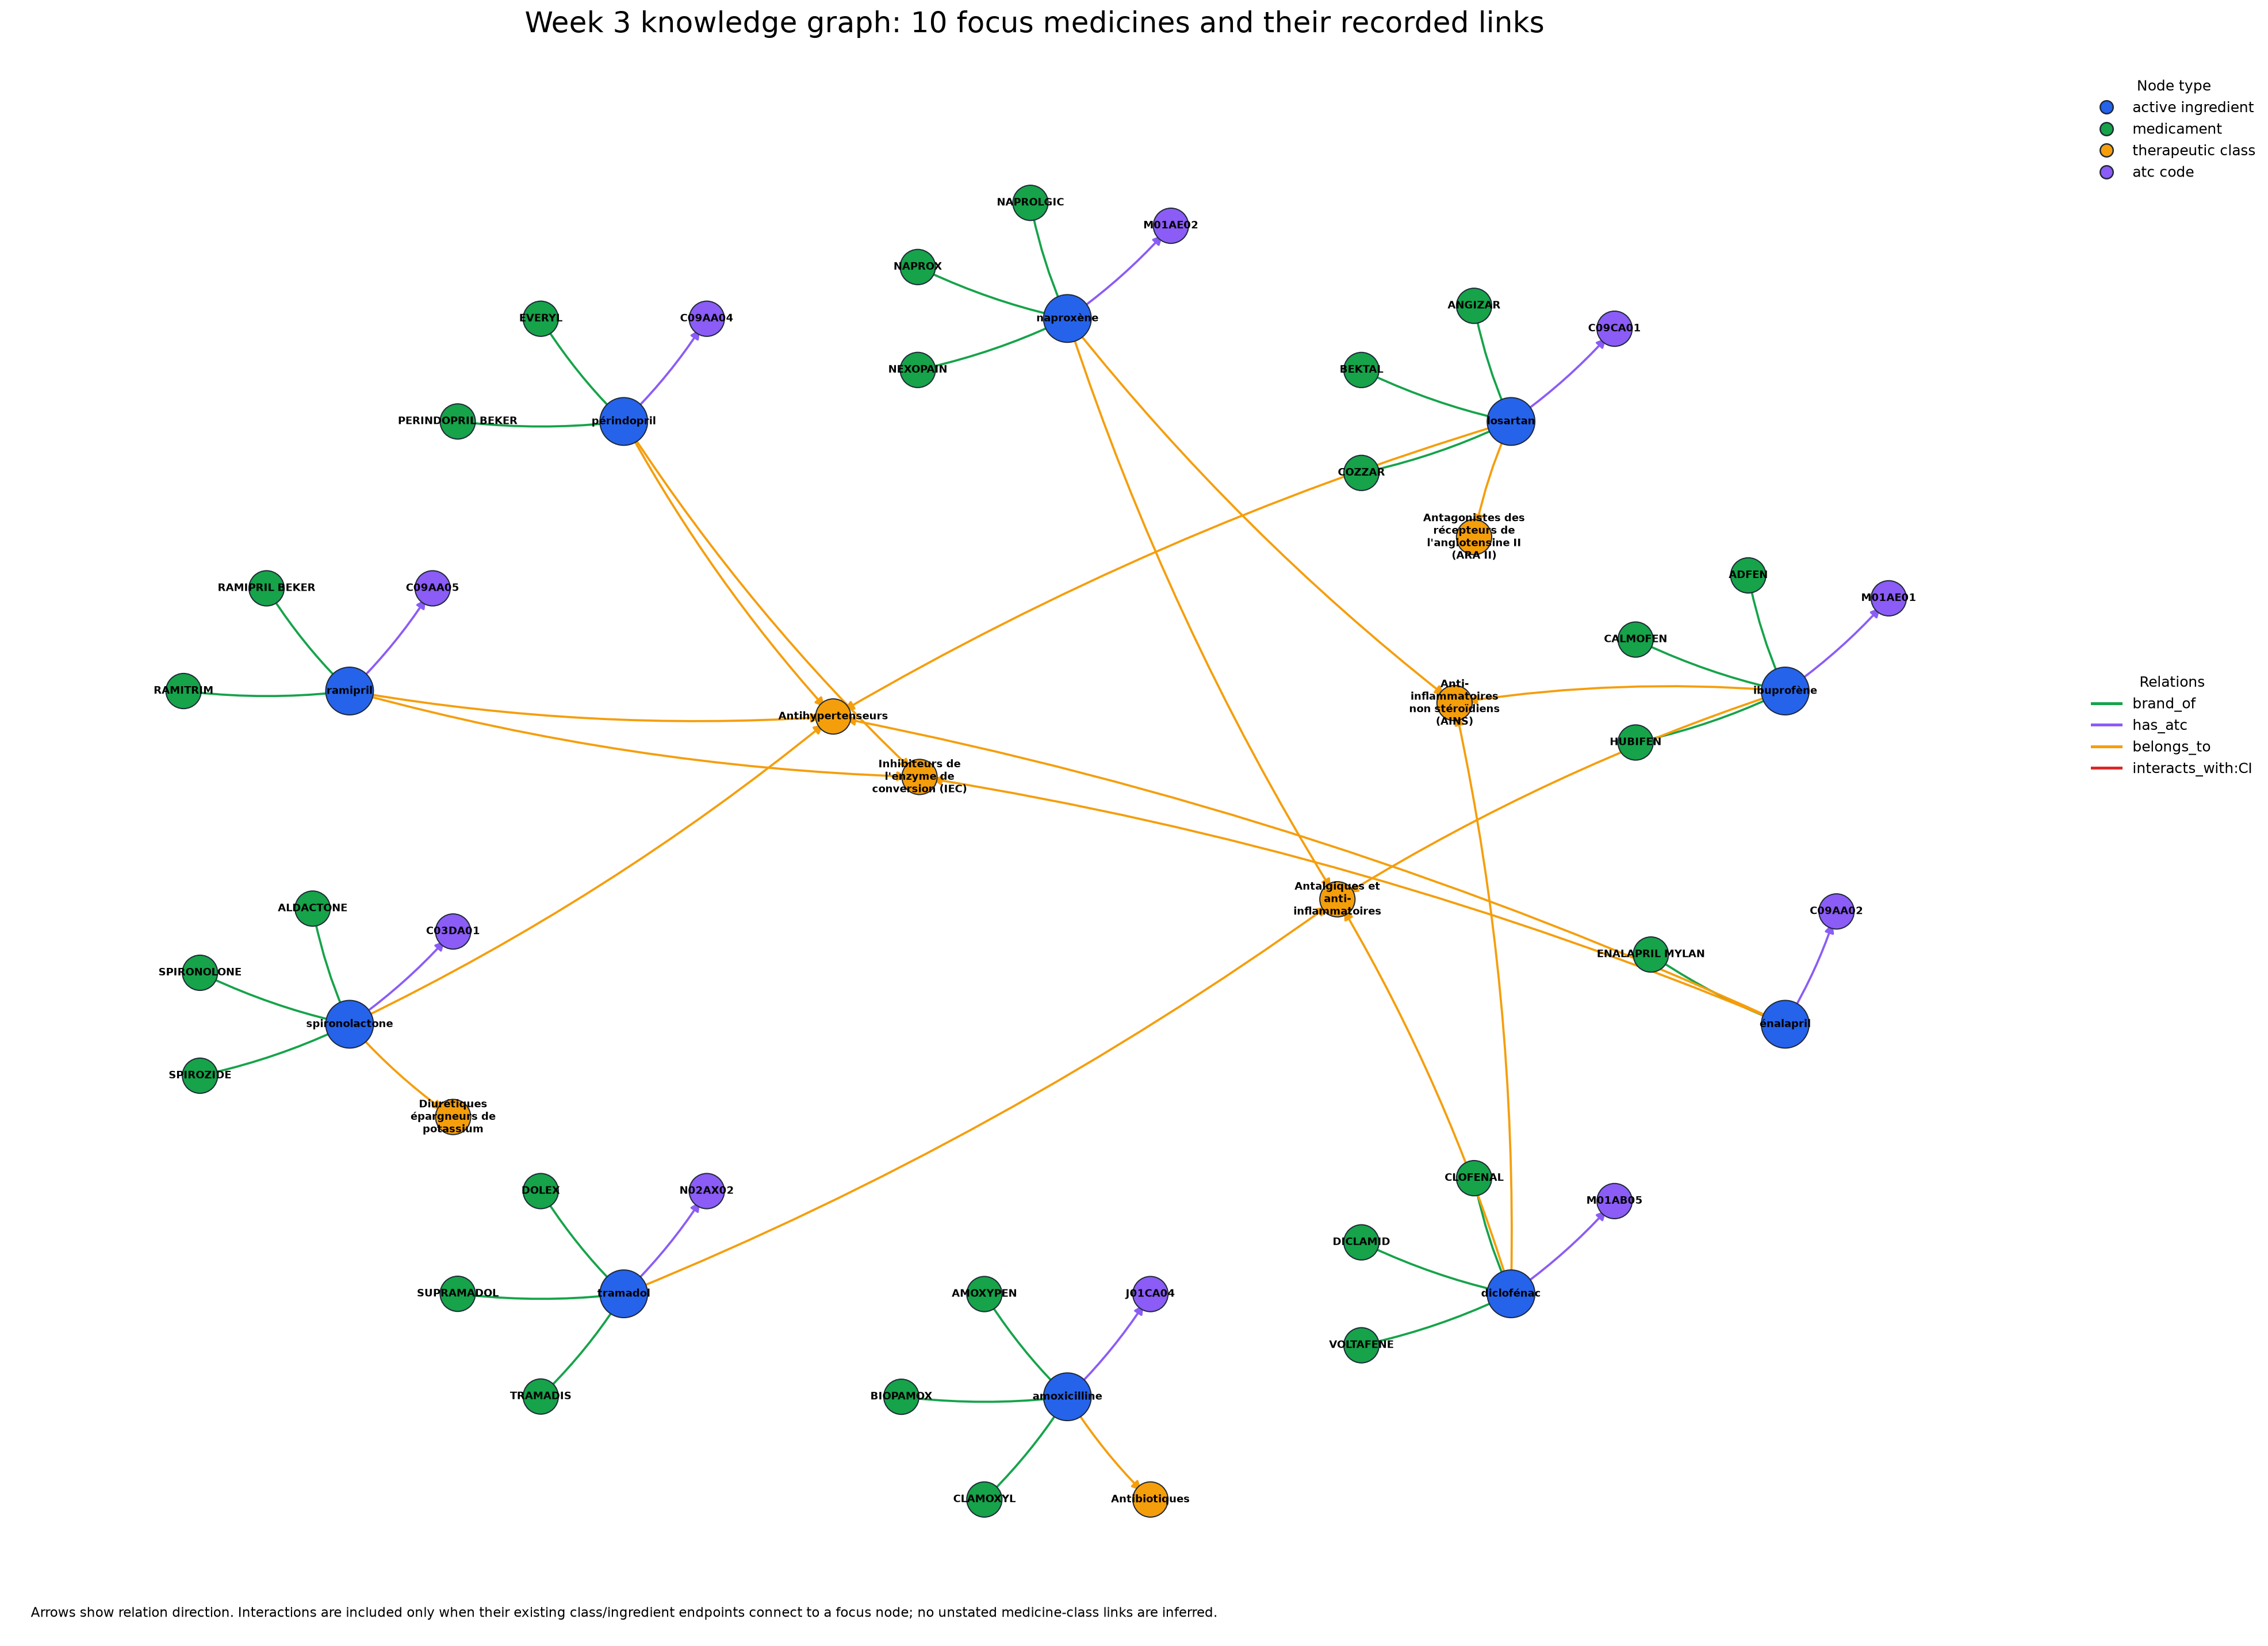 Week 3 knowledge graph: 10 focus medicines and their recorded links
Node type
active ingredient
medicament
therapeutic class
atc code
NAPROLGIC
M01AE02
NAPROX
naproxène
NEXOPAIN
EVERYL
C09AA04
PERINDOPRIL BEKER
périndopril
ANGIZAR
C09CA01
BEKTAL
losartan
COZZAR
Antagonistes des
récepteurs de
l'angiotensine II
(ARA II)
RAMIPRIL BEKER
C09AA05
RAMITRIM
ramipril
ADFEN
M01AE01
CALMOFEN
ibuprofène
HUBIFEN
Anti-
inflammatoires
non stéroïdiens
(AINS)
Relations
brand_of
has_atc
belongs_to
interacts_with:CI
Antihypertenseurs
Inhibiteurs de
l'enzyme de
conversion (IEC)
Antalgiques et
anti-
inflammatoires
ALDACTONE
C03DA01
SPIRONOLONE
spironolactone
SPIROZIDE
Diurétiques
épargneurs de
potassium
C09AA02
ENALAPRIL MYLAN
énalapril
DOLEX
N02AX02
SUPRAMADOL
tramadol
TRAMADIS
CLOFENAL
M01AB05
DICLAMID
diclofénac
VOLTAFENE
AMOXYPEN
J01CA04
BIOPAMOX
amoxicilline
CLAMOXYL
Antibiotiques
Arrows show relation direction. Interactions are included only when their existing class/ingredient endpoints connect to a focus node; no unstated medicine-class links are inferred.